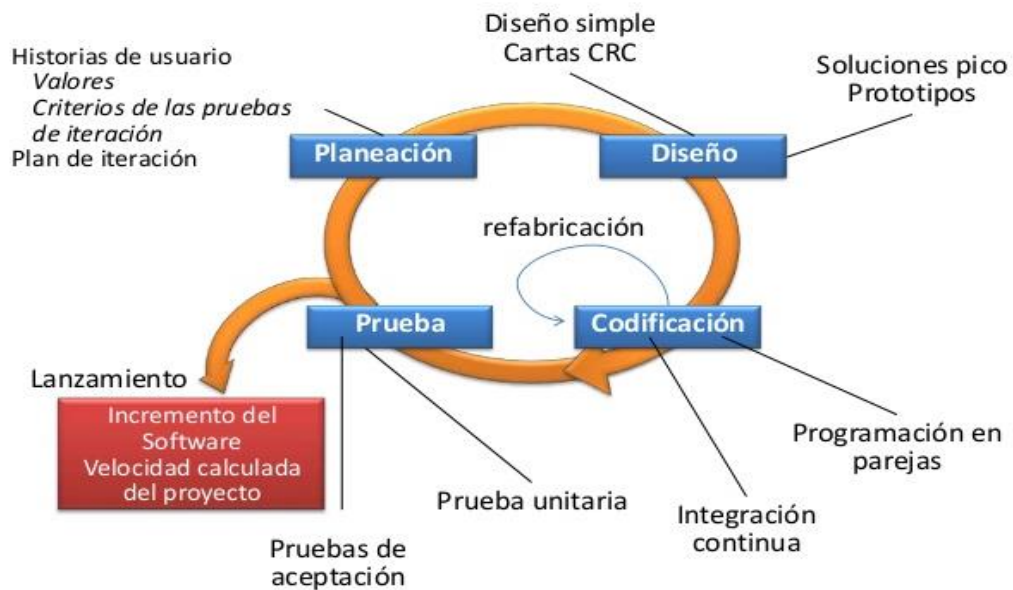 Historias de usuario
Valores
Criterios de las pruebas
de iteración
Plan de iteración
Planeación
Diseño simple
Cartas CRC
Diseño
Soluciones pico
Prototipos
refabricación
Codificación
Programación en
parejas
Integración
continua
Prueba
Prueba unitaria
Pruebas de
aceptación
Lanzamiento
Incremento del
Software
Velocidad calculada
del proyecto